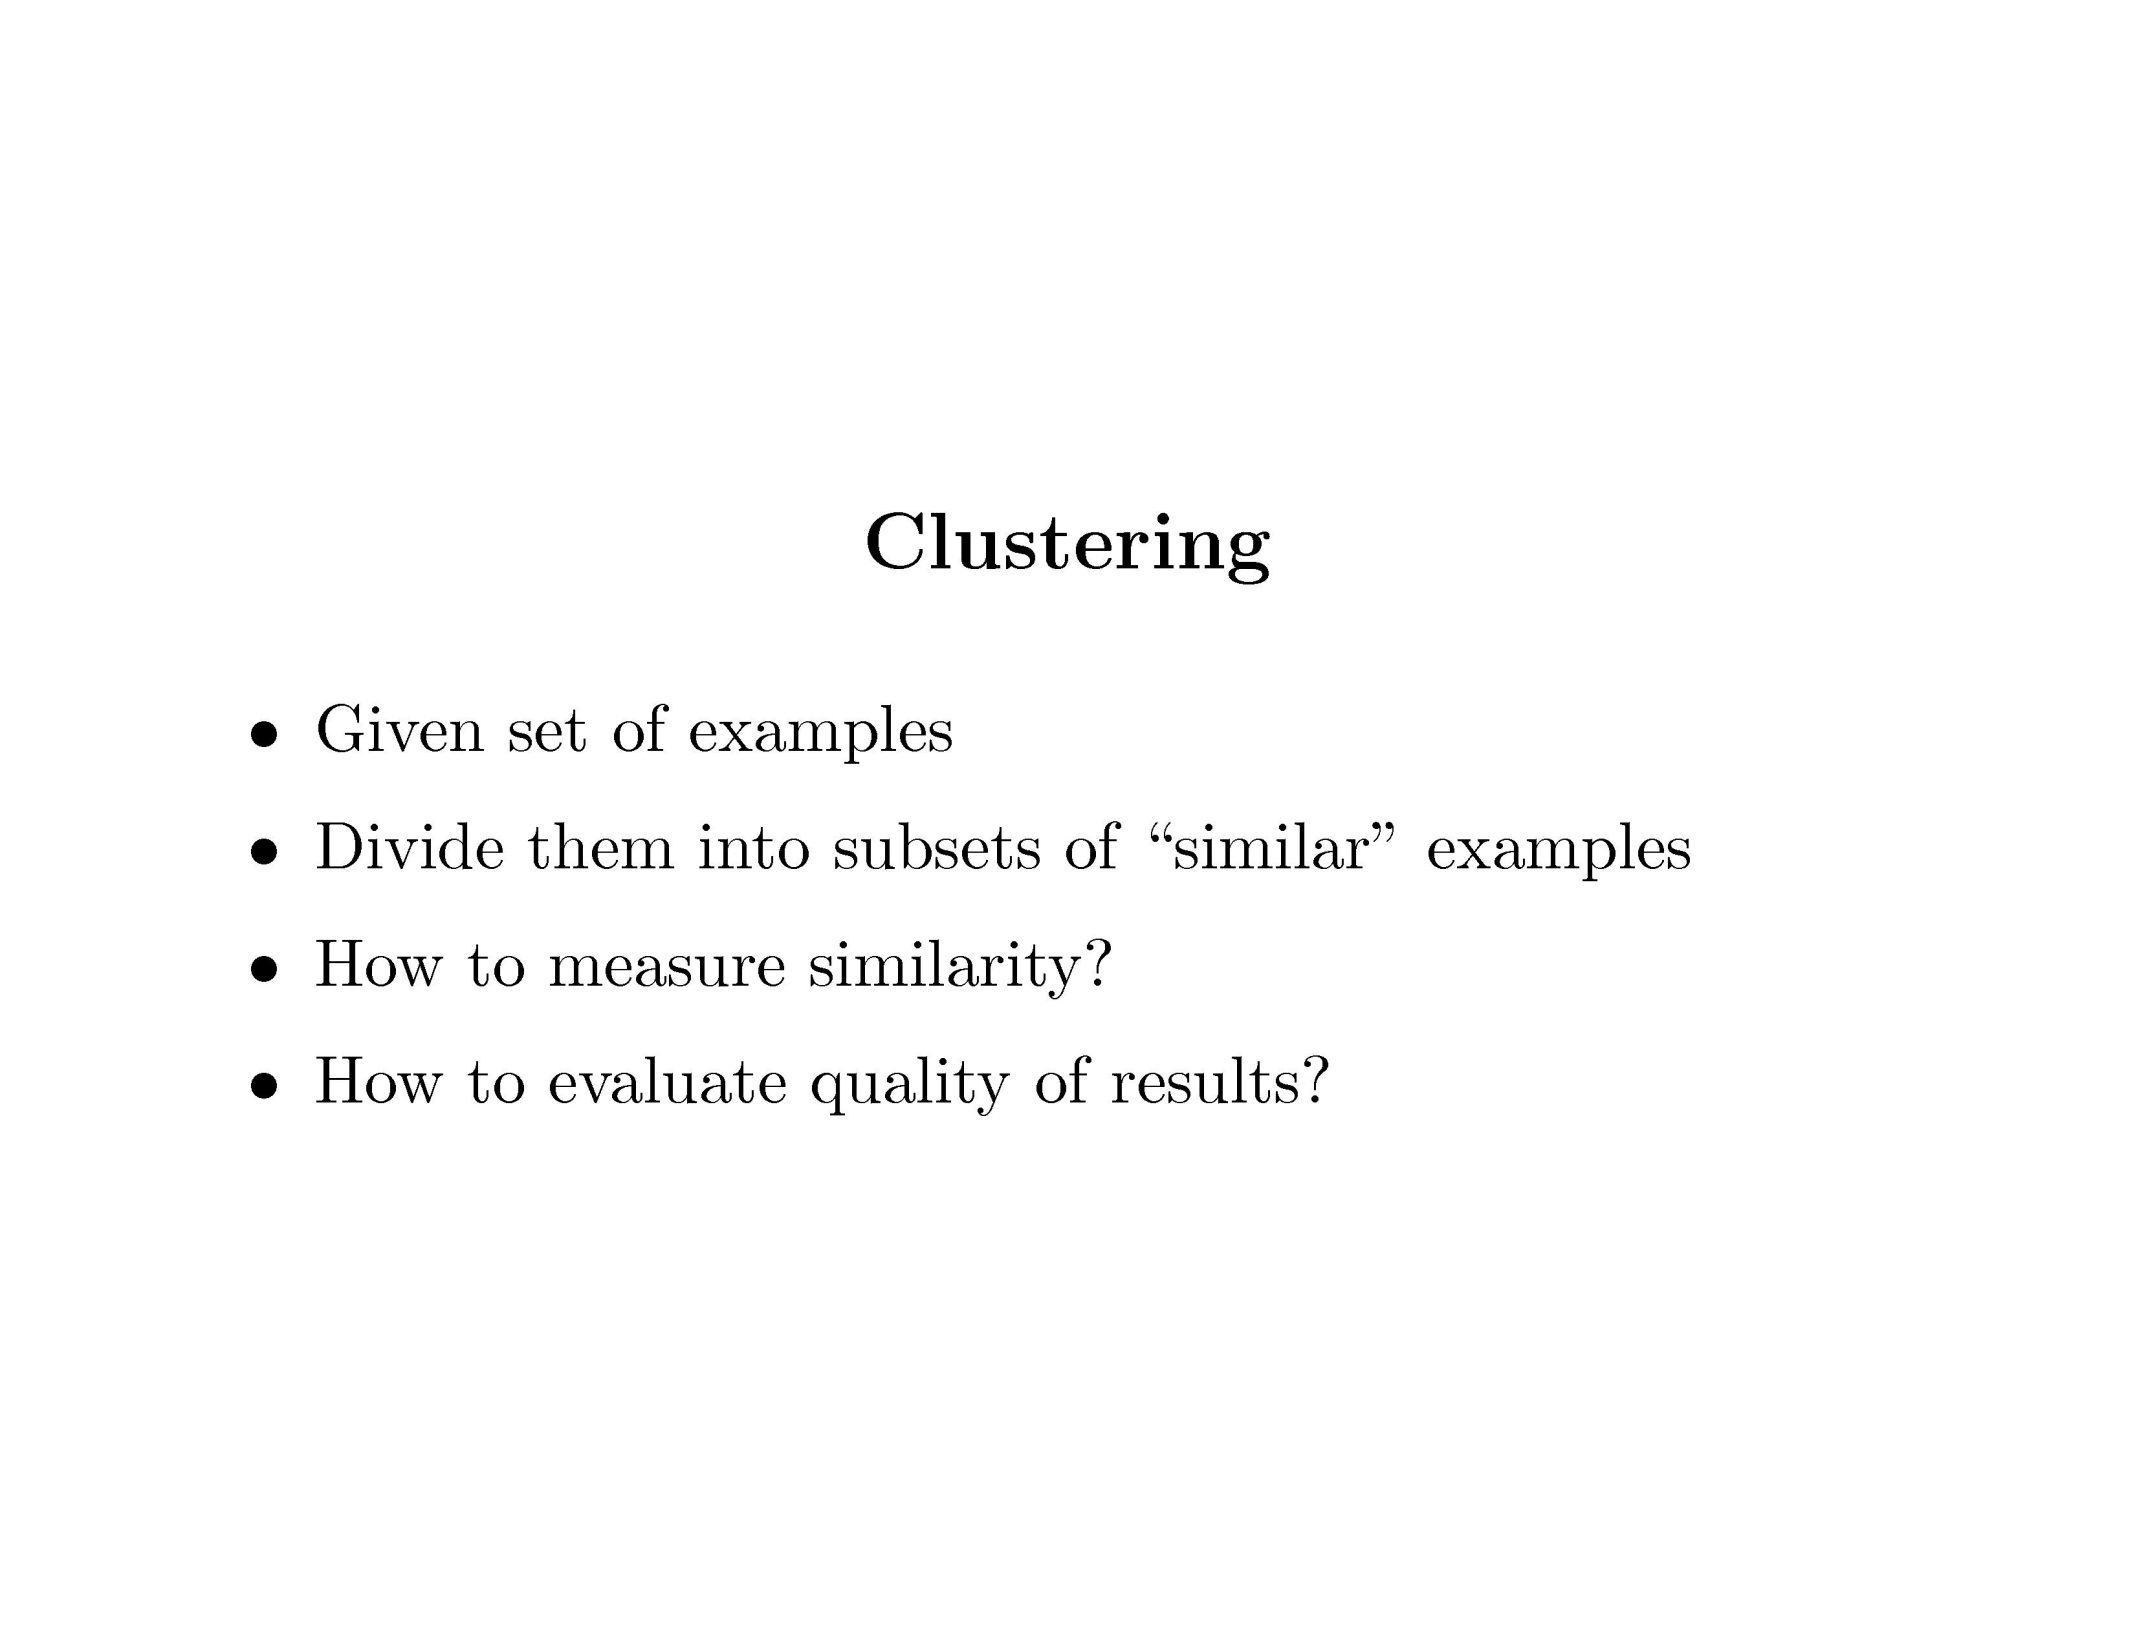 Clustering
• Given set of examples
• Divide them into subsets of “similar” examples
• How to measure similarity?
• How to evaluate quality of results?